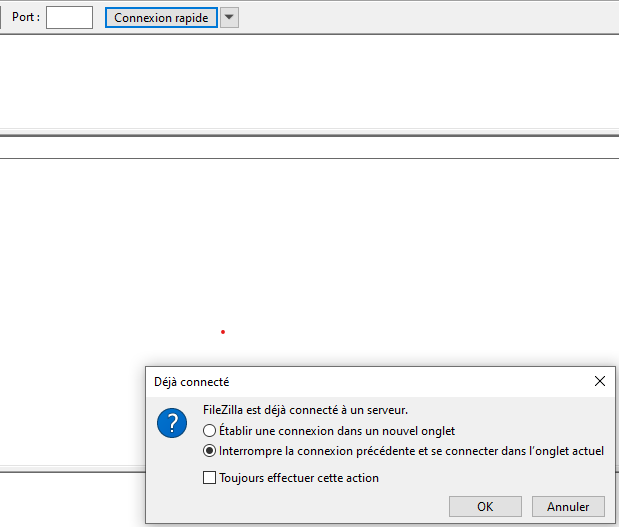 Port : Connexion rapide
Déjà connecté
FileZilla est déjà connecté à un serveur.
Établir une connexion dans un nouvel onglet
Interrompre la connexion précédente et se connecter dans l'onglet actuel
Toujours effectuer cette action
OK Annuler